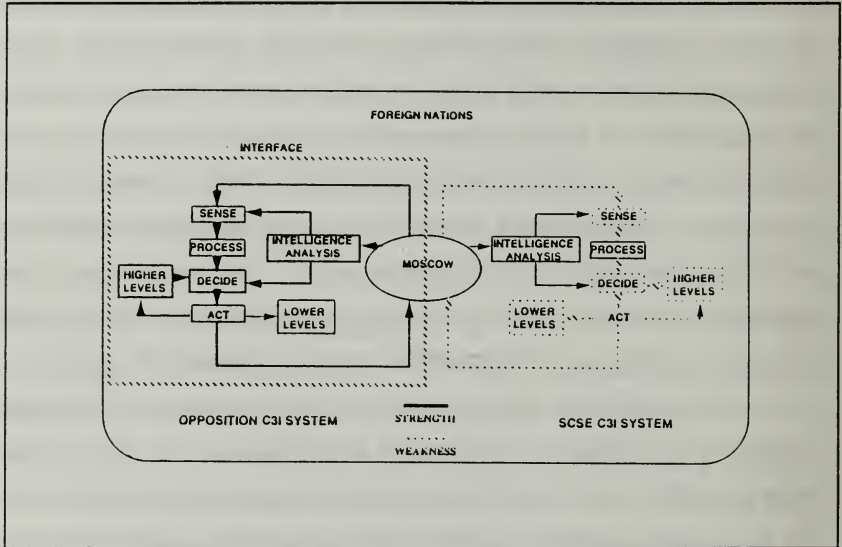 FOREIGN NATIONS
INTERFACE
SENSE
PROCESS
INTELLIGENCE
ANALYSIS
HIGHER
LEVELS
DECIDE
ACT
LOWER
LEVELS
MOSCOW
INTELLIGENCE
ANALYSIS
SENSE
PROCESS
DECIDE
HIGHER
LEVELS
LOWER
LEVELS
ACT
OPPOSITION C3I SYSTEM
STRENGTH
SCSE C3I SYSTEM
WEAKNESS